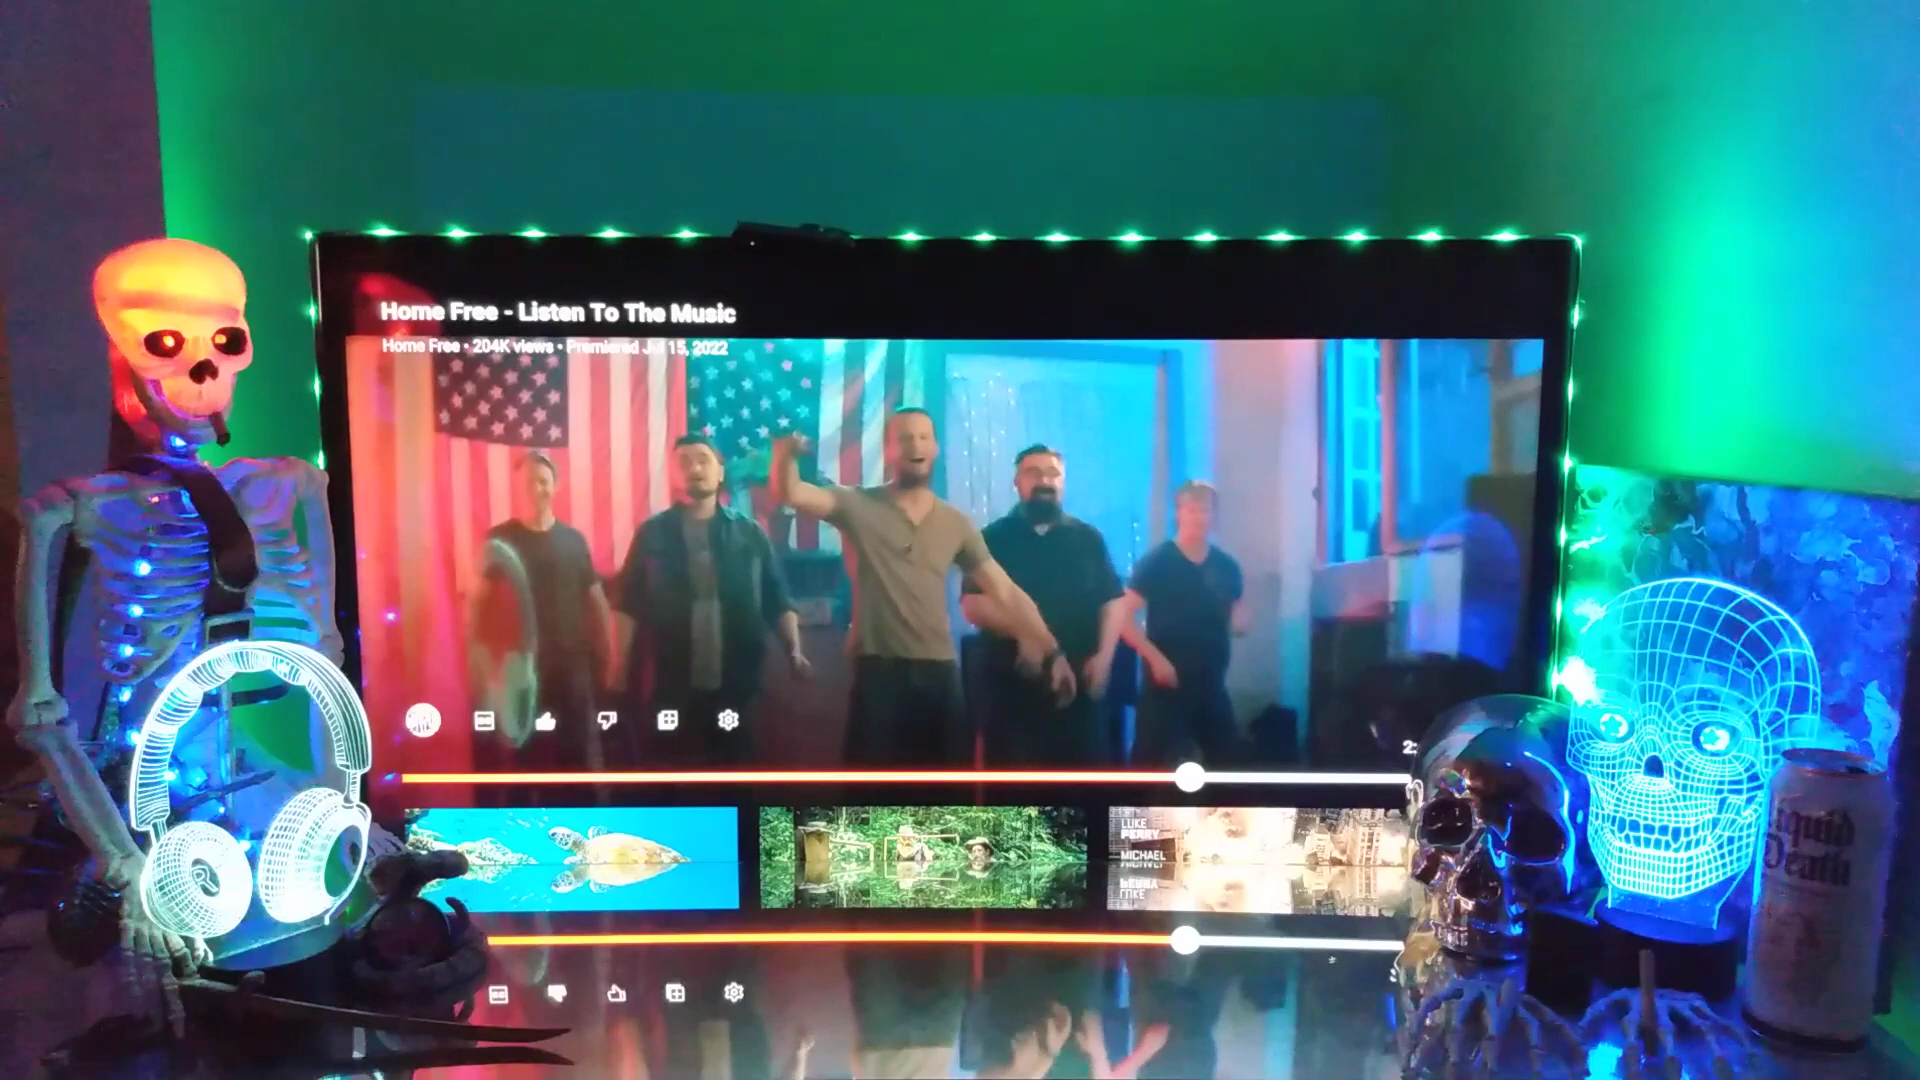 Home Free - Listen To The Music
Home Free • 204K views • Premiered Jul 15, 2022
2:
LUKE
PERRY
MICHAEL
Liquid
Death